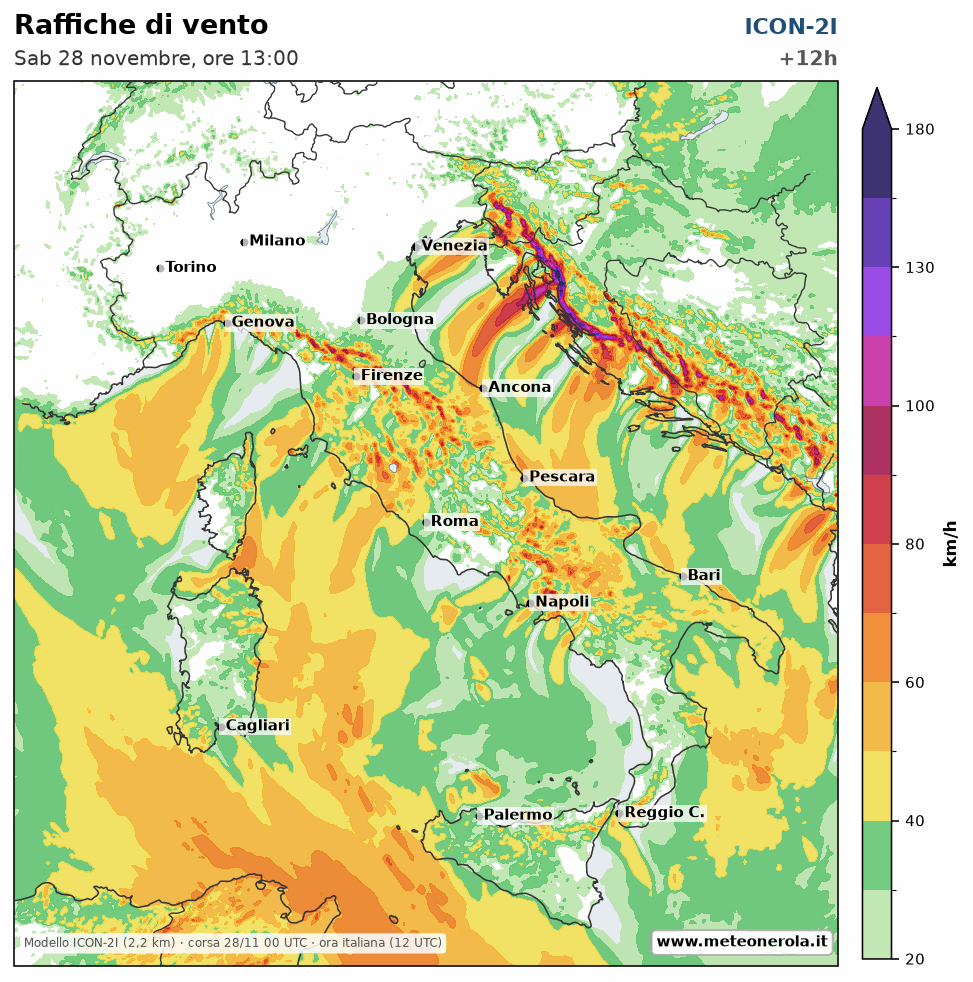 Raffiche di vento
ICON-2I
Sab 28 novembre, ore 13:00
+12h
180
Milano
Venezia
Torino
130
Genova
Bologna
Firenze
Ancona
100
Pescara
Roma
80
km/h
Bari
Napoli
60
Cagliari
Palermo
Reggio C.
40
Modello ICON-2I (2,2 km) · corsa 28/11 00 UTC · ora italiana (12 UTC)
www.meteonerola.it
20